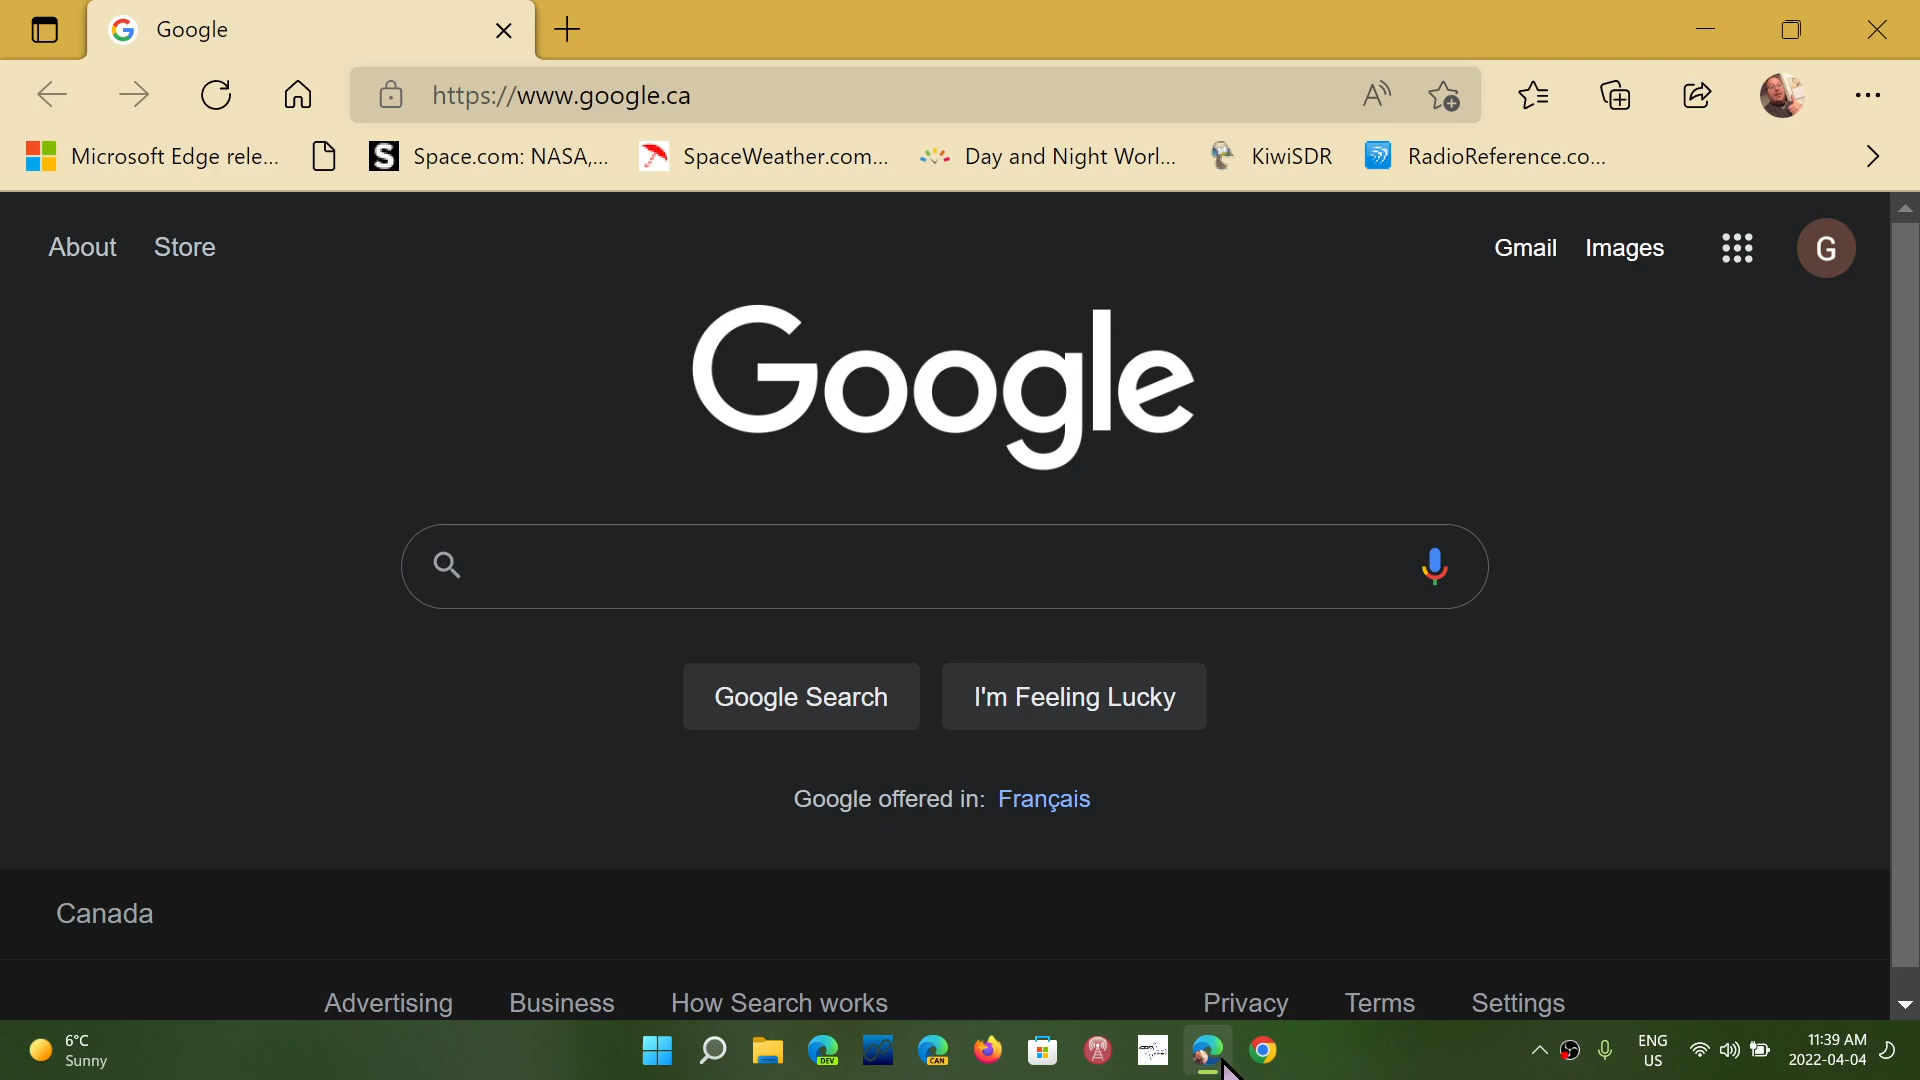 Google
https://www.google.ca
Microsoft Edge rele...
S Space.com: NASA,...
SpaceWeather.com...
Day and Night Worl...
KiwiSDR
RadioReference.co...
About Store
Gmail Images
G
Google
Google Search
I'm Feeling Lucky
Google offered in: Français
Canada
Advertising Business How Search works
Privacy Terms Settings
6°C
Sunny
DEV
CAN
ENG
US
11:39 AM
2022-04-04